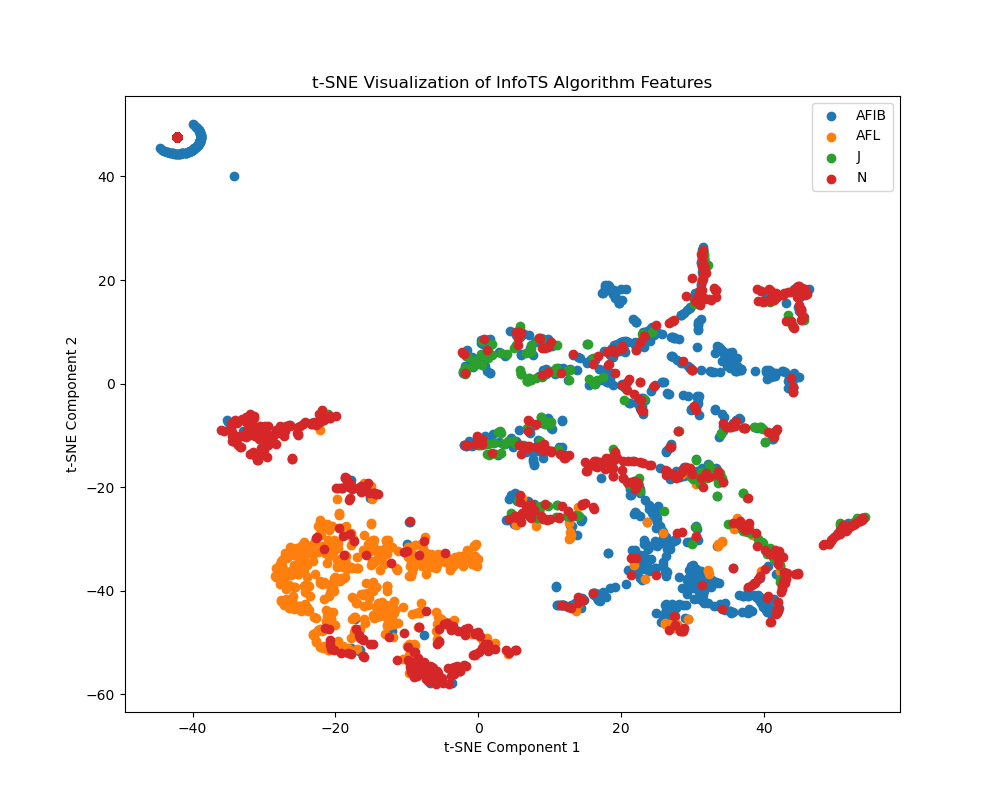 t-SNE Visualization of InfoTS Algorithm Features
AFIB
AFL
J
N
40
20
0
−20
−40
−60
t-SNE Component 2
−40
−20
0
20
40
t-SNE Component 1